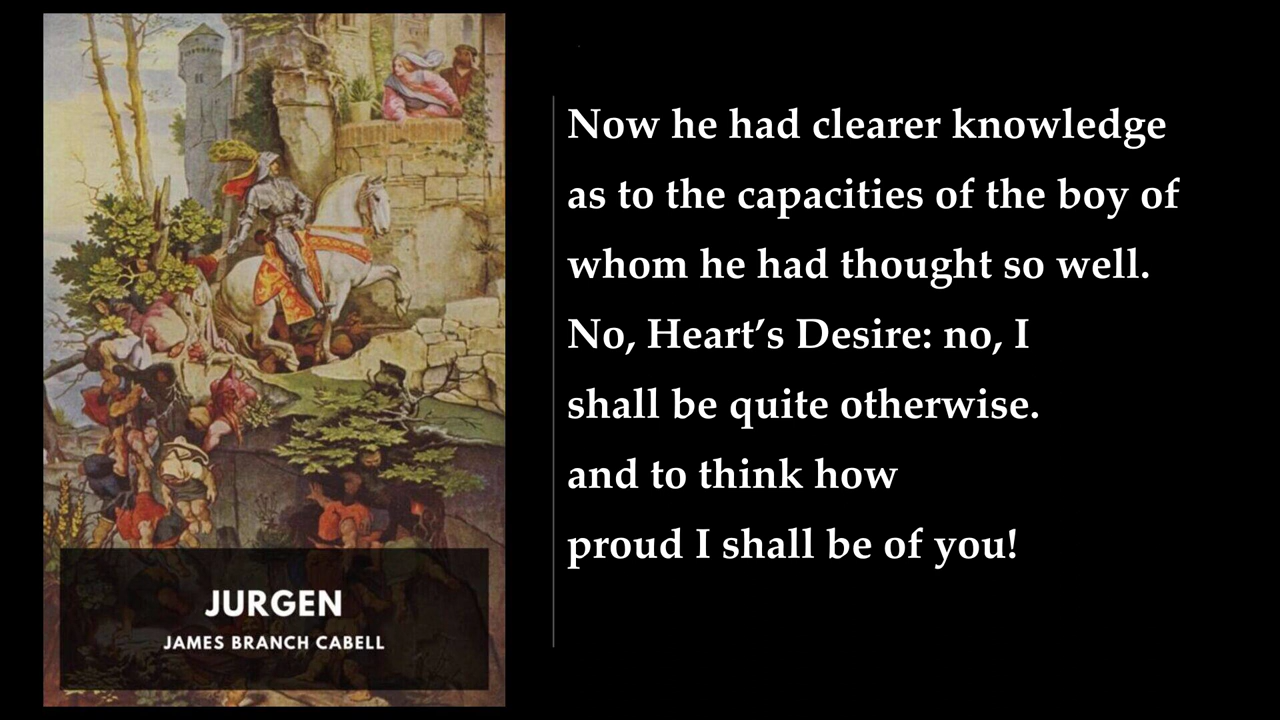 JURGEN
JAMES BRANCH CABELL
Now he had clearer knowledge
as to the capacities of the boy of
whom he had thought so well.
No, Heart’s Desire: no, I
shall be quite otherwise.
and to think how
proud I shall be of you!